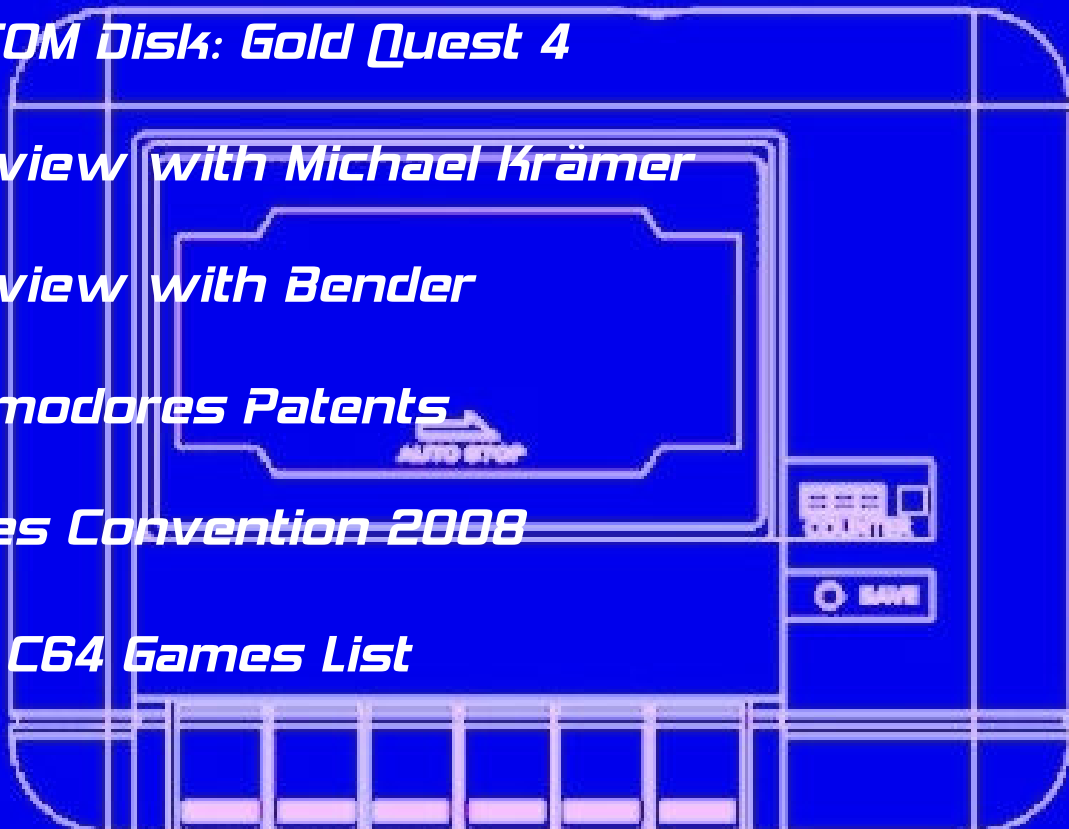 TOM Disk: Gold Quest 4
view with Michael Krämer
view with Bender
modores Patents
AUTO STOP
es Convention 2008
COUNTER
SAVE
C64 Games List